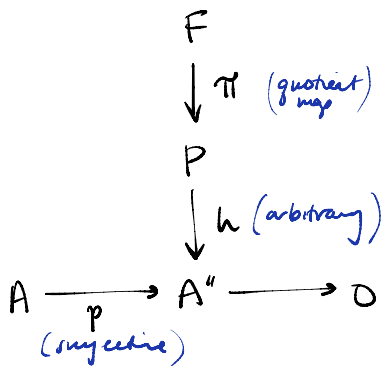 F
π (quotient
map)
P
h (arbitrary)
A A'' 0
p
(surjective)